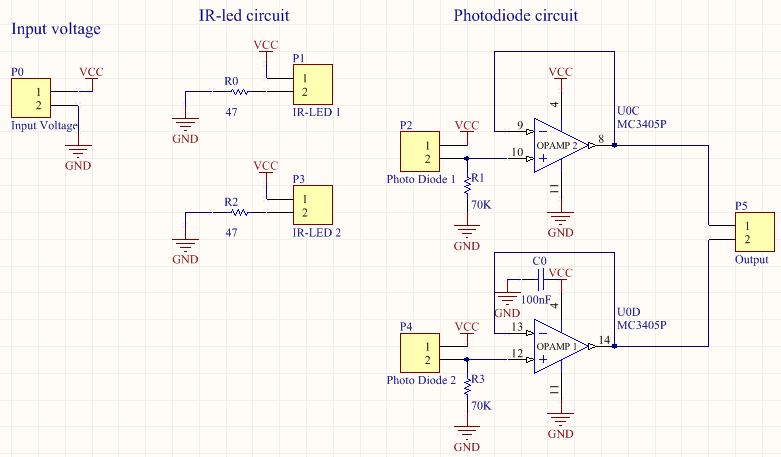 Input voltage
P0
1
2
VCC
Input Voltage
GND
IR-led circuit
VCC
P1
R0
1
2
47
GND
IR-LED 1
VCC
P3
R2
1
2
47
GND
IR-LED 2
Photodiode circuit
VCC
4
U0C
MC3405P
P2
VCC
9
1
2
10
OPAMP 2
8
Photo Diode 1
R1
11
70K
GND
GND
C0
VCC
100nF
GND
4
U0D
MC3405P
P4
VCC
13
1
2
12
OPAMP 1
14
Photo Diode 2
R3
11
70K
GND
GND
P5
1
2
Output